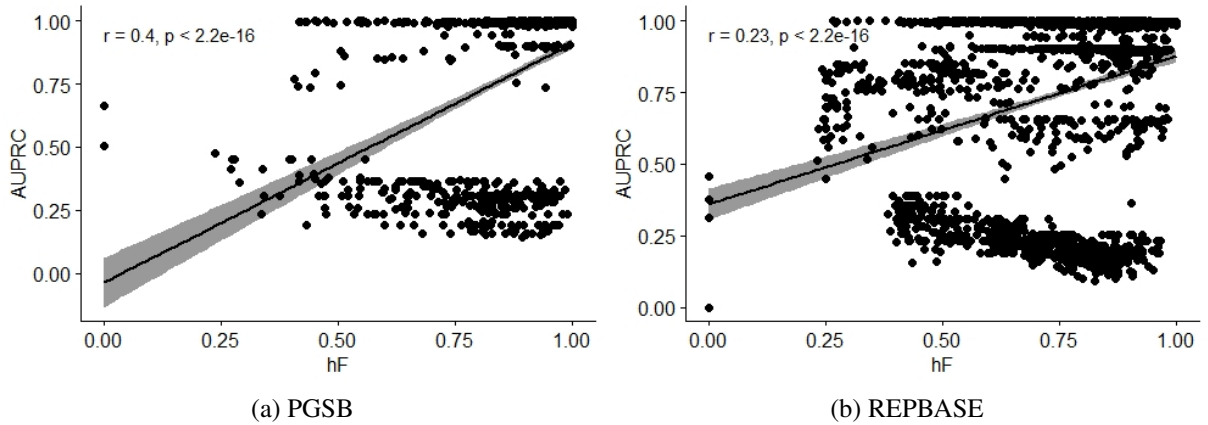 1.00
r = 0.4, p < 2.2e-16
0.75
0.50
0.25
0.00
AUPRC
0.00 0.25 0.50 0.75 1.00
hF
(a) PGSB
1.00
r = 0.23, p < 2.2e-16
0.75
0.50
0.25
0.00
AUPRC
0.00 0.25 0.50 0.75 1.00
hF
(b) REPBASE